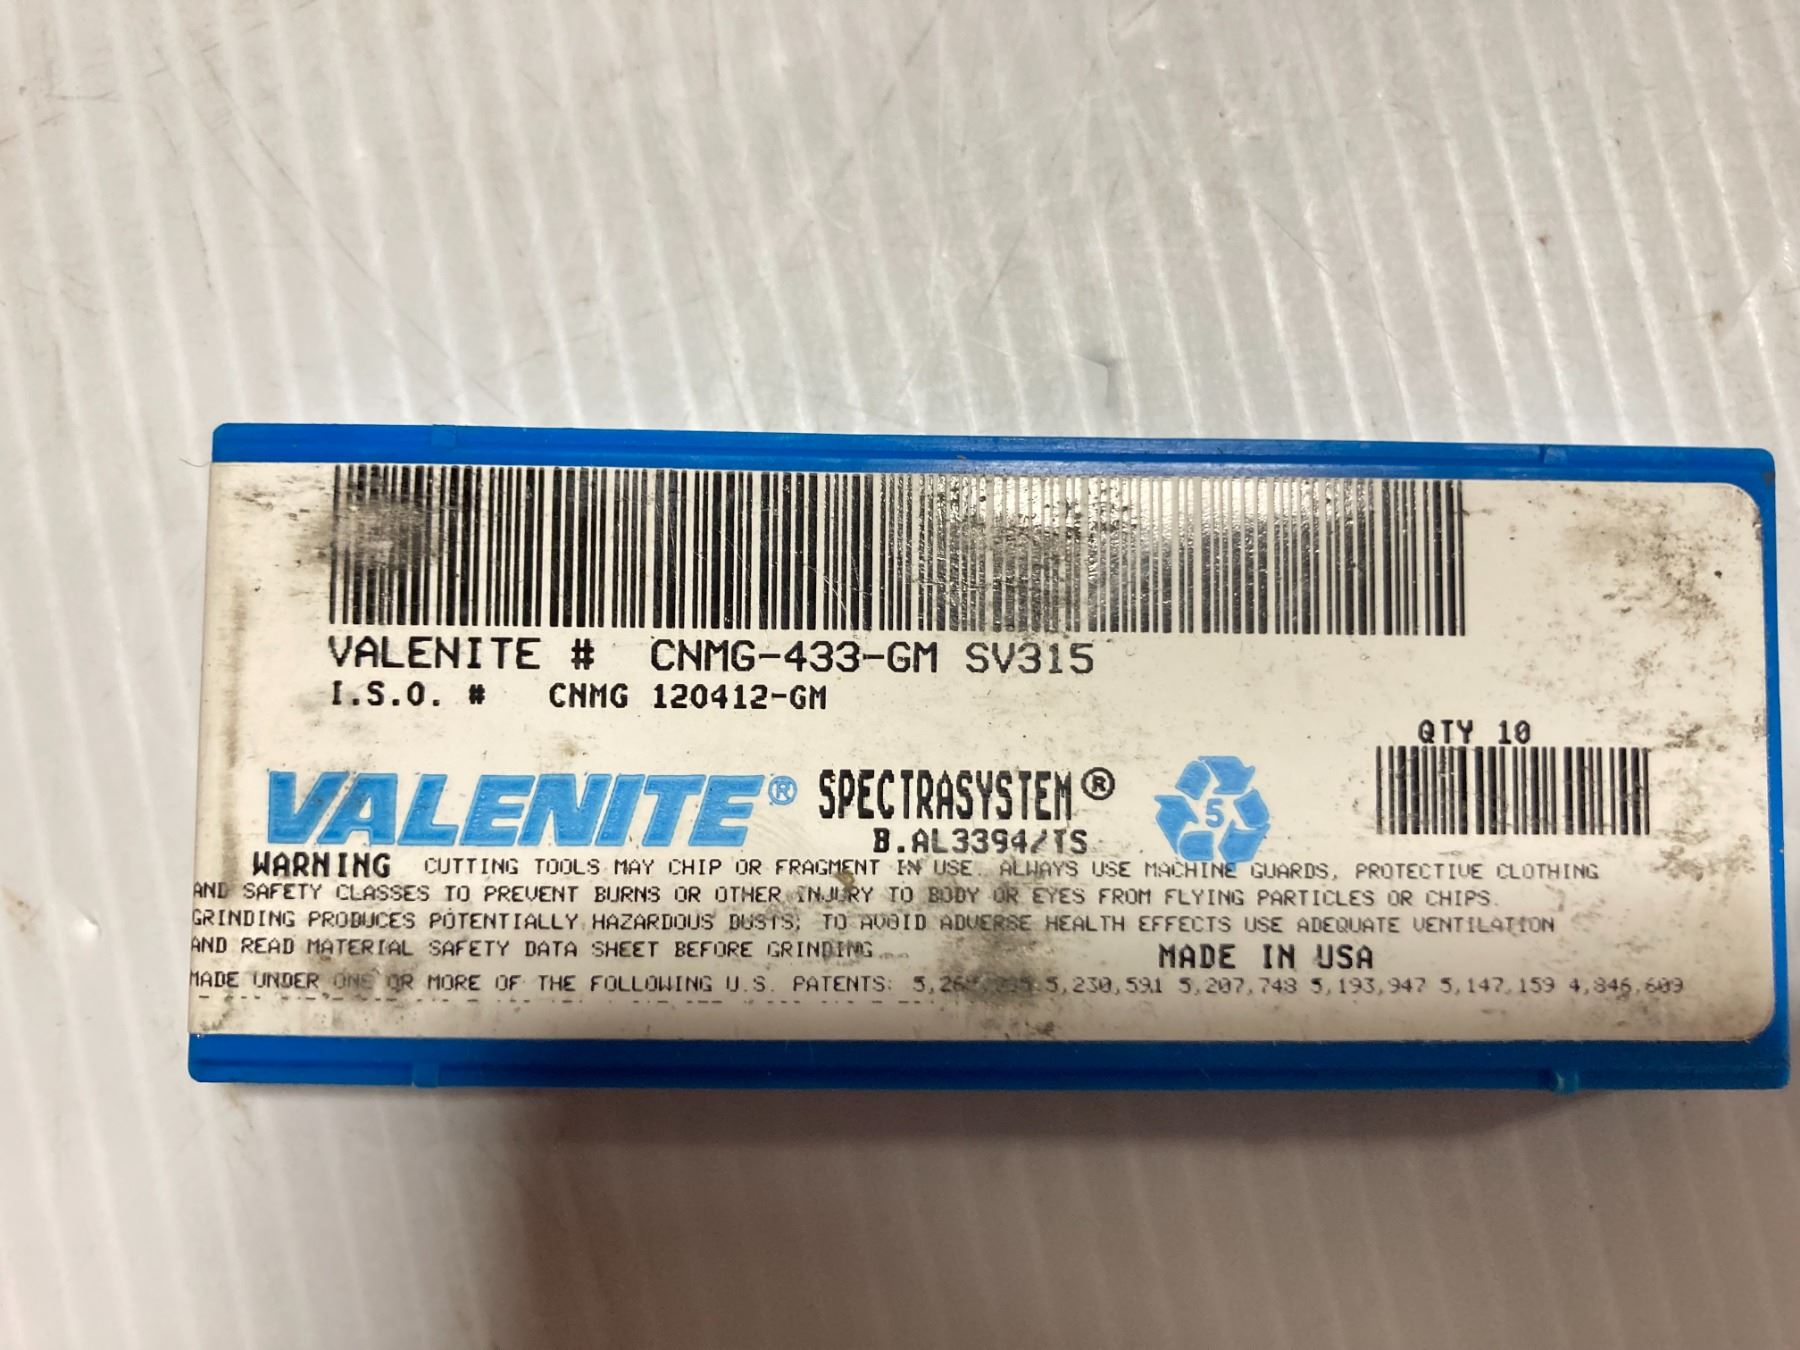 VALENITE # CNMG-433-GM SV315
I.S.O. # CNMG 120412-GM
QTY 10
VALENITE® SPECTRASYSTEM®
5
B.AL3394/TS
WARNING CUTTING TOOLS MAY CHIP OR FRAGMENT IN USE. ALWAYS USE MACHINE GUARDS, PROTECTIVE CLOTHING
AND SAFETY CLASSES TO PREVENT BURNS OR OTHER INJURY TO BODY OR EYES FROM FLYING PARTICLES OR CHIPS.
GRINDING PRODUCES POTENTIALLY HAZARDOUS DUSTS; TO AVOID ADVERSE HEALTH EFFECTS USE ADEQUATE VENTILATION
AND READ MATERIAL SAFETY DATA SHEET BEFORE GRINDING.
MADE IN USA
MADE UNDER ONE OR MORE OF THE FOLLOWING U.S. PATENTS: 5,230,591 5,207,748 5,193,947 5,147,159 4,846,609